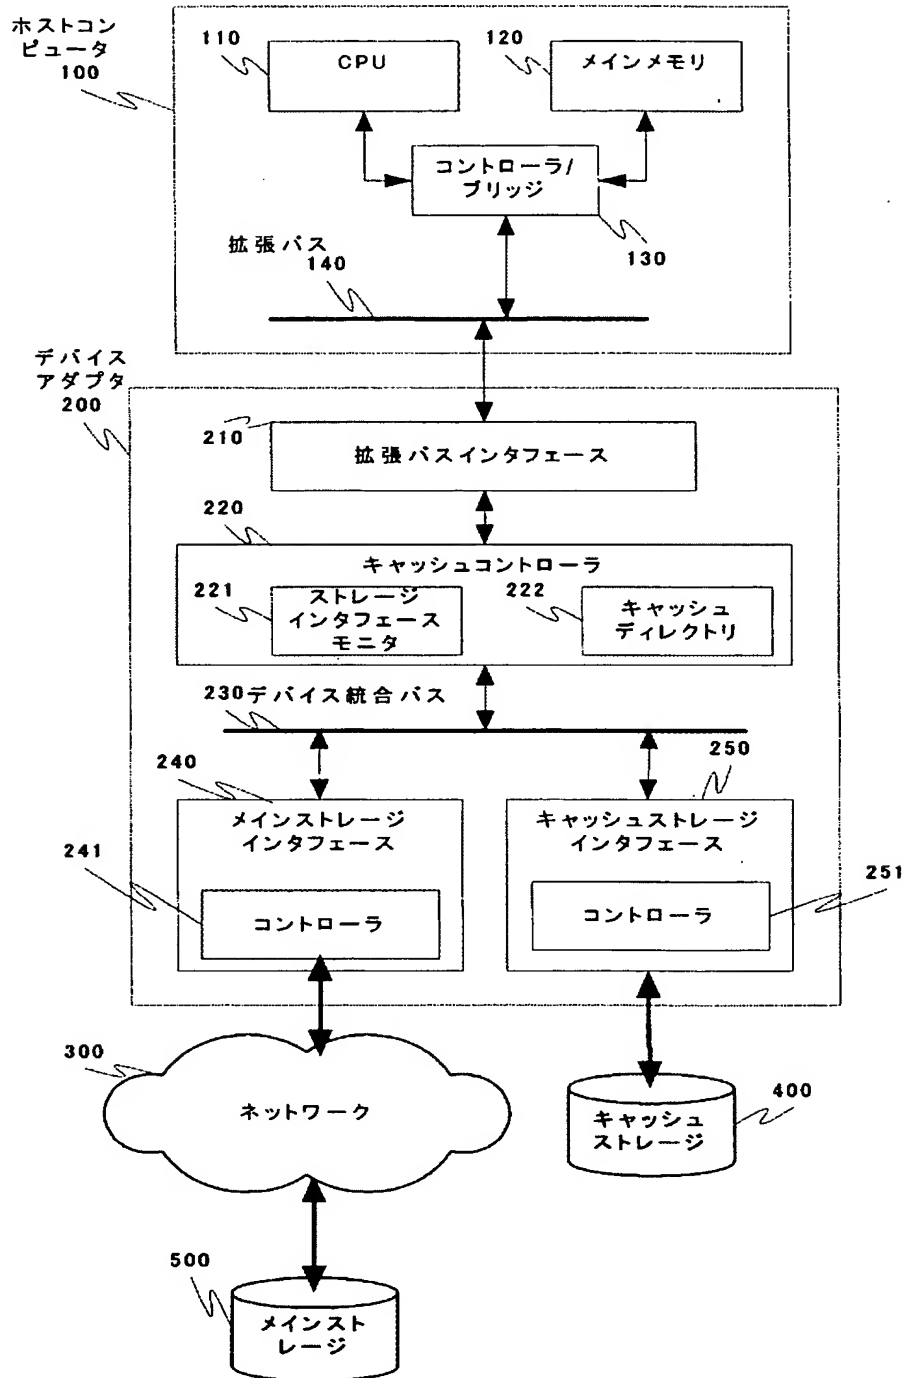 ホストコン
ピュータ
100
110
CPU
120
メインメモリ
コントローラ/
ブリッジ
130
拡張バス
140
デバイス
アダプタ
200
210
拡張バスインタフェース
220
キャッシュコントローラ
221
ストレージ
インタフェース
モニタ
222
キャッシュ
ディレクトリ
230デバイス統合バス
240
メインストレージ
インタフェース
241
コントローラ
250
キャッシュストレージ
インタフェース
251
コントローラ
300
ネットワーク
400
キャッシュ
ストレージ
500
メインスト
レージ